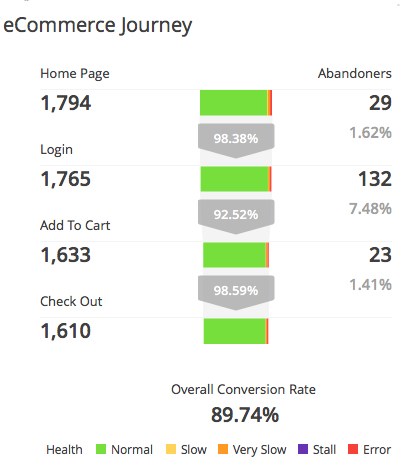 eCommerce Journey
Home Page Abandoners
1,794 29
98.38% 1.62%
Login
1,765 132
92.52% 7.48%
Add To Cart
1,633 23
98.59% 1.41%
Check Out
1,610
Overall Conversion Rate
89.74%
Health Normal Slow Very Slow Stall Error